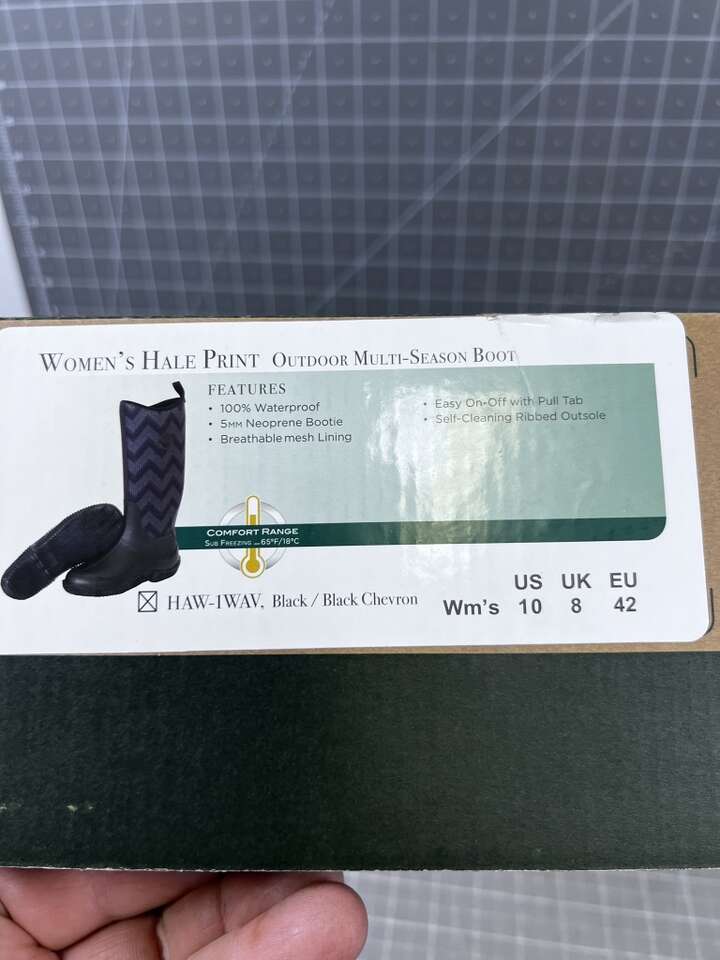 WOMEN'S HALE PRINT OUTDOOR MULTI-SEASON BOOT
FEATURES
• 100% Waterproof
• 5MM Neoprene Bootie
• Breathable mesh Lining
• Easy On-Off with Pull Tab
• Self-Cleaning Ribbed Outsole
COMFORT RANGE
SUB FREEZING – 65°F/18°C
HAW-1WAV, Black / Black Chevron
US UK EU
Wm's 10 8 42